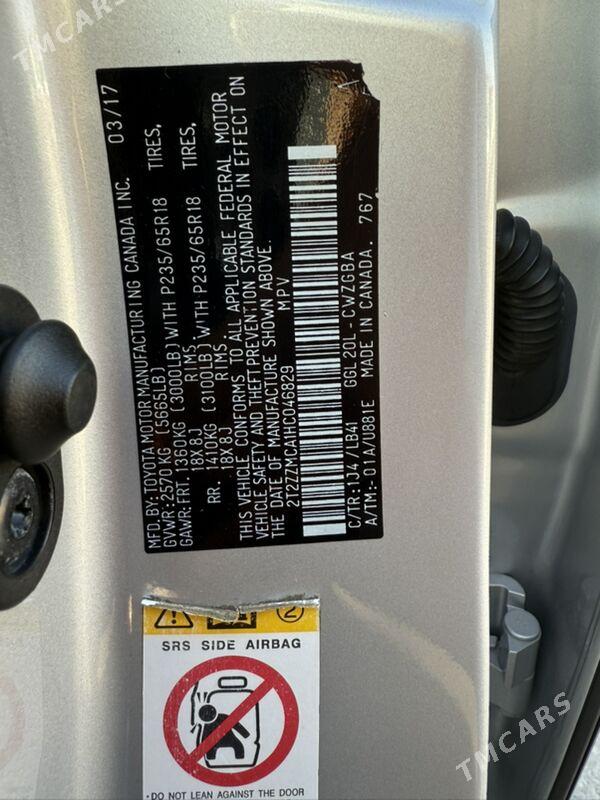 TMCARS
MFD.BY:TOYOTA MOTOR MANUFACTURING CANADA INC. 03/17
GVWR:2570 KG (5665LB)
GAWR:FRT. 1360KG (3000LB) WITH P235/65R18 TIRES,
18X8J RIMS.
RR. 1410KG (3100LB) WITH P235/65R18 TIRES,
18X8J RIMS.
THIS VEHICLE CONFORMS TO ALL APPLICABLE FEDERAL MOTOR
VEHICLE SAFETY AND THEFT PREVENTION STANDARDS IN EFFECT ON
THE DATE OF MANUFACTURE SHOWN ABOVE.
2T2ZZMCA1HC046829 MPV
C/TR:1J4/LB41 GGL20L-CWZGBA
A/TM:-01A/U881E MADE IN CANADA. 767
2
SRS SIDE AIRBAG
·DO NOT LEAN AGAINST THE DOOR
TMCARS